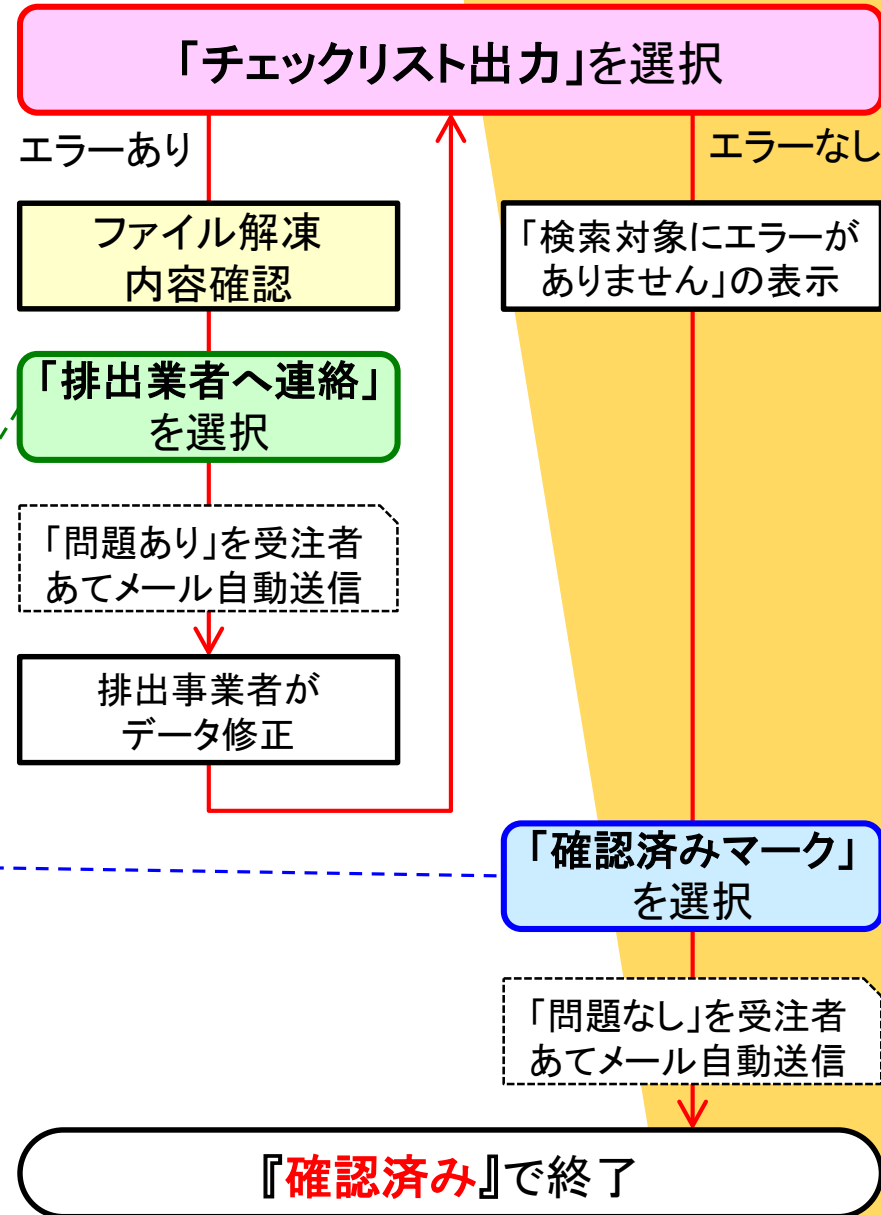 「チェックリスト出力」を選択
エラーあり
ファイル解凍
内容確認
「排出業者へ連絡」
を選択
「問題あり」を受注者
あてメール自動送信
排出事業者が
データ修正
エラーなし
「検索対象にエラーが
ありません」の表示
「確認済みマーク」
を選択
「問題なし」を受注者
あてメール自動送信
『確認済み』で終了